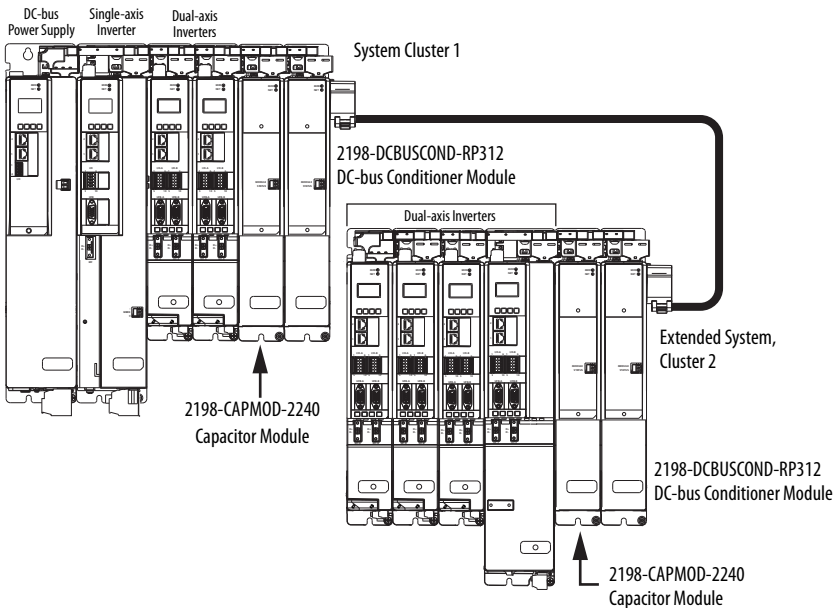 DC-bus
Power Supply
Single-axis
Inverter
Dual-axis
Inverters
System Cluster 1
2198-DCBUSCOND-RP312
DC-bus Conditioner Module
Dual-axis Inverters
Extended System,
Cluster 2
2198-CAPMOD-2240
Capacitor Module
2198-DCBUSCOND-RP312
DC-bus Conditioner Module
2198-CAPMOD-2240
Capacitor Module